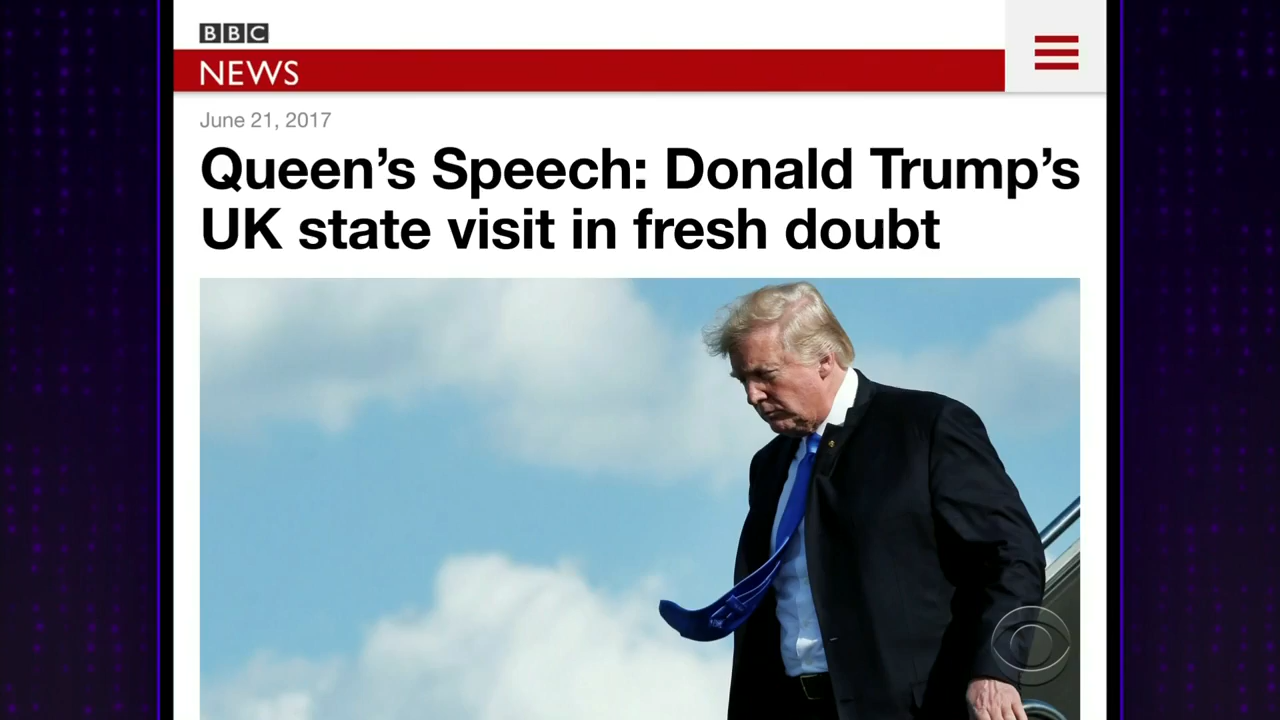 BBC
NEWS
June 21, 2017
Queen’s Speech: Donald Trump’s
UK state visit in fresh doubt